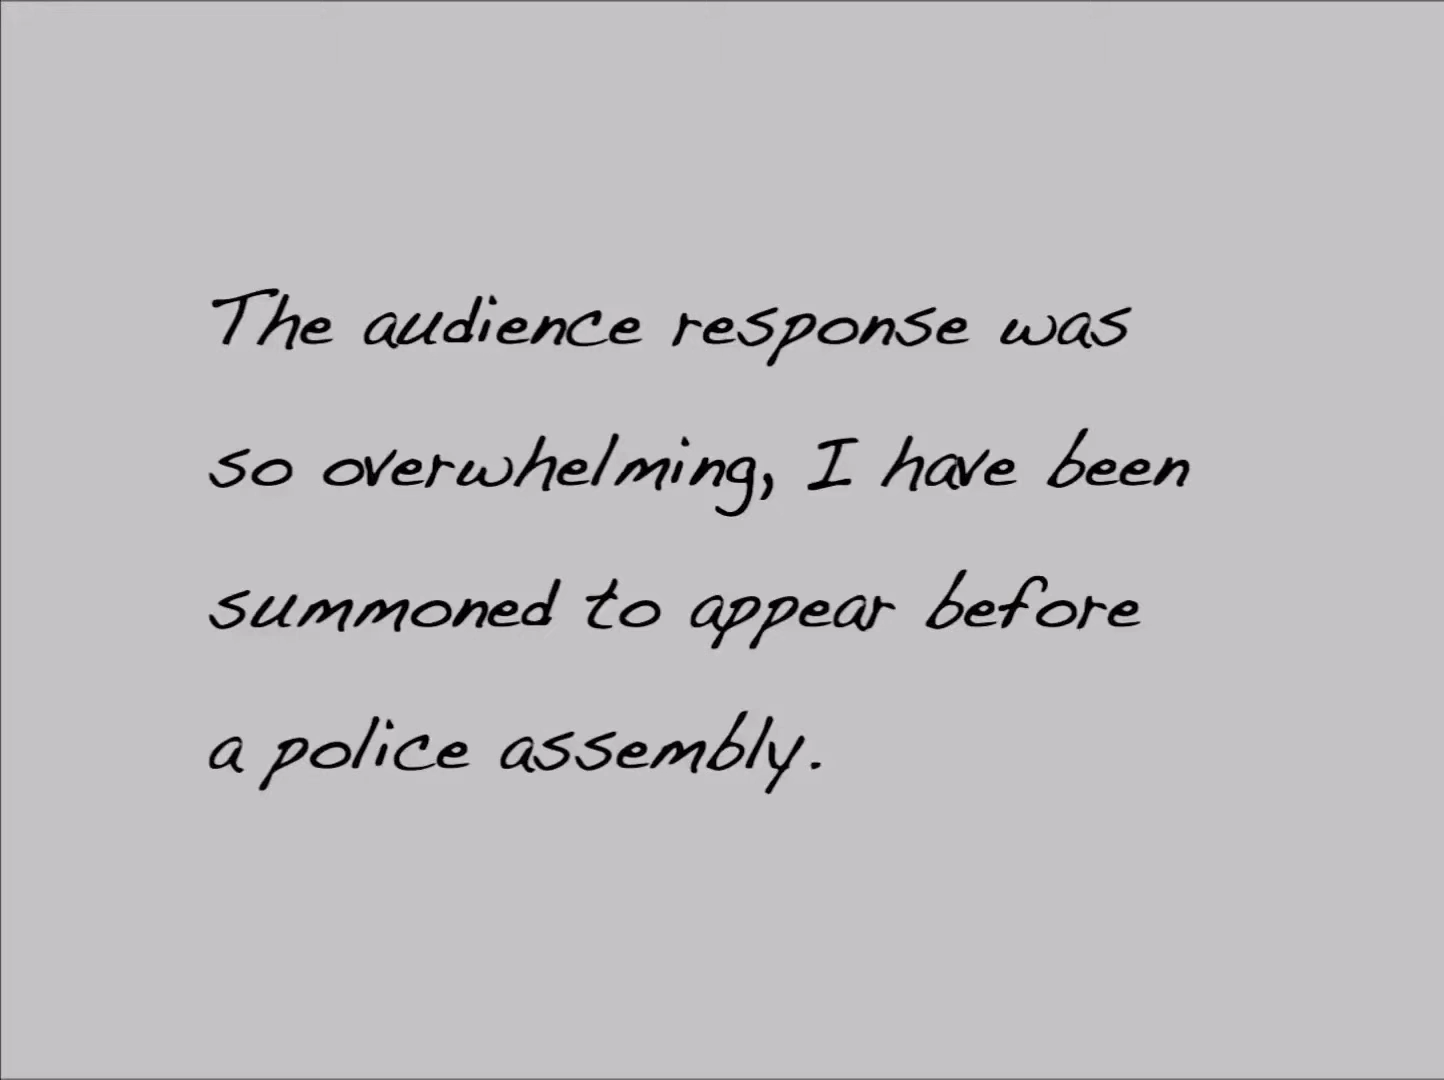 The audience response was
so overwhelming, I have been
summoned to appear before
a police assembly.